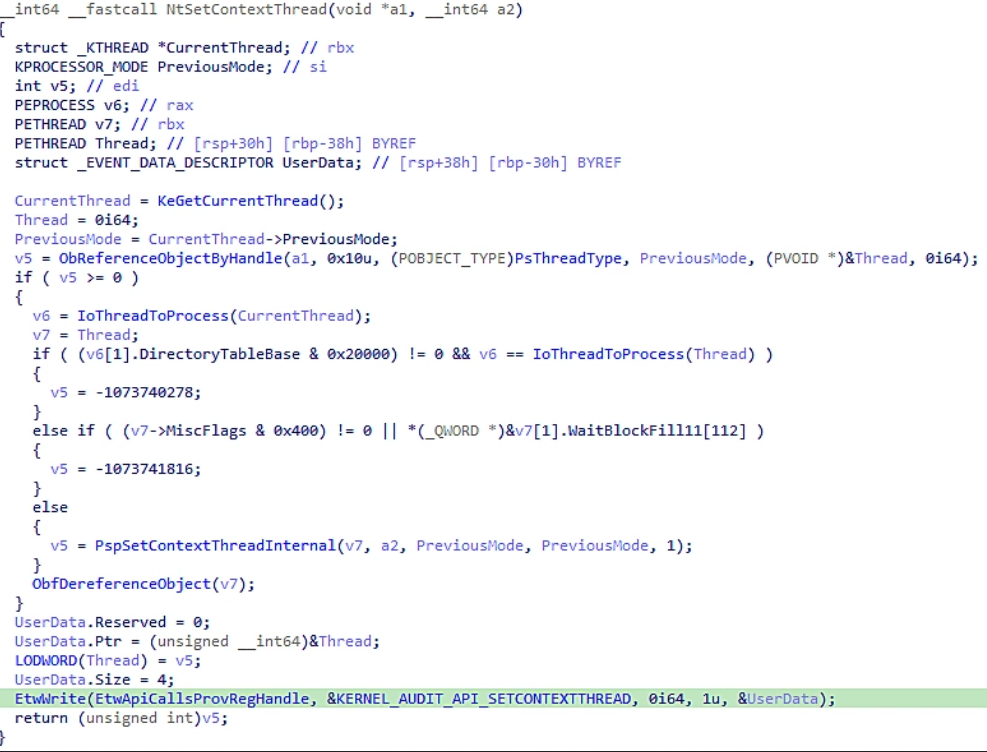 __int64 __fastcall NtSetContextThread(void *a1, __int64 a2)
{
struct _KTHREAD *CurrentThread; // rbx
KPROCESSOR_MODE PreviousMode; // si
int v5; // edi
PEPROCESS v6; // rax
PETHREAD v7; // rbx
PETHREAD Thread; // [rsp+30h] [rbp-38h] BYREF
struct _EVENT_DATA_DESCRIPTOR UserData; // [rsp+38h] [rbp-30h] BYREF
CurrentThread = KeGetCurrentThread();
Thread = 0i64;
PreviousMode = CurrentThread->PreviousMode;
v5 = ObReferenceObjectByHandle(a1, 0x10u, (POBJECT_TYPE)PsThreadType, PreviousMode, (PVOID *)&Thread, 0i64);
if ( v5 >= 0 )
{
v6 = IoThreadToProcess(CurrentThread);
v7 = Thread;
if ( (v6[1].DirectoryTableBase & 0x20000) != 0 && v6 == IoThreadToProcess(Thread) )
{
v5 = -1073740278;
}
else if ( (v7->MiscFlags & 0x400) != 0 || *(_QWORD *)&v7[1].WaitBlockFill11[112] )
{
v5 = -1073741816;
}
else
{
v5 = PspSetContextThreadInternal(v7, a2, PreviousMode, PreviousMode, 1);
}
ObfDereferenceObject(v7);
}
UserData.Reserved = 0;
UserData.Ptr = (unsigned __int64)&Thread;
LODWORD(Thread) = v5;
UserData.Size = 4;
EtwWrite(EtwApiCallsProvRegHandle, &KERNEL_AUDIT_API_SETCONTEXTTHREAD, 0i64, 1u, &UserData);
return (unsigned int)v5;
}